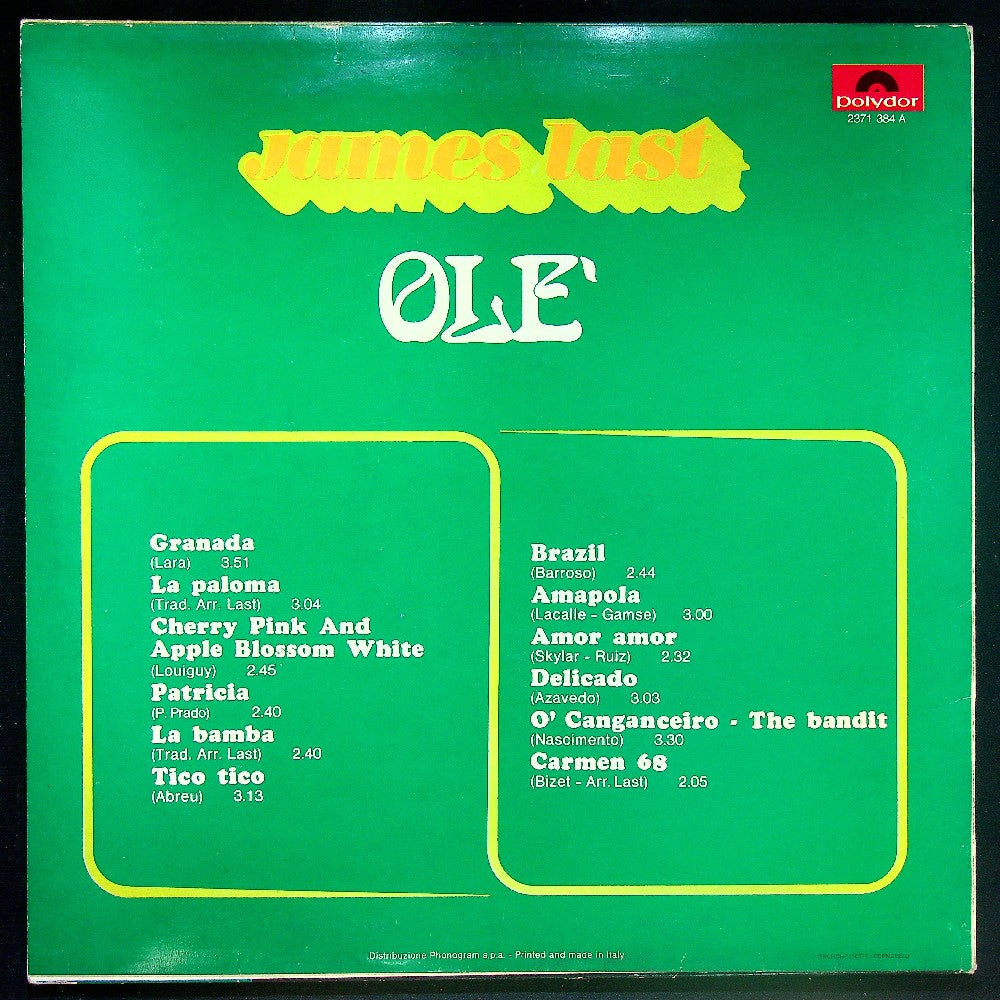 polydor
2371 384 A
james last
OLE'
Granada
(Lara) 3.51
La paloma
(Trad. Arr. Last) 3.04
Cherry Pink And
Apple Blossom White
(Louiguy) 2.45
Patricia
(P. Prado) 2.40
La bamba
(Trad. Arr. Last) 2.40
Tico tico
(Abreu) 3.13
Brazil
(Barroso) 2.44
Amapola
(Lacalle - Gamse) 3.00
Amor amor
(Skylar - Ruiz) 2.32
Delicado
(Azavedo) 3.03
O' Canganceiro - The bandit
(Nascimento) 3.30
Carmen 68
(Bizet - Arr. Last) 2.05
Distribuzione Phonogram s.p.a. - Printed and made in Italy